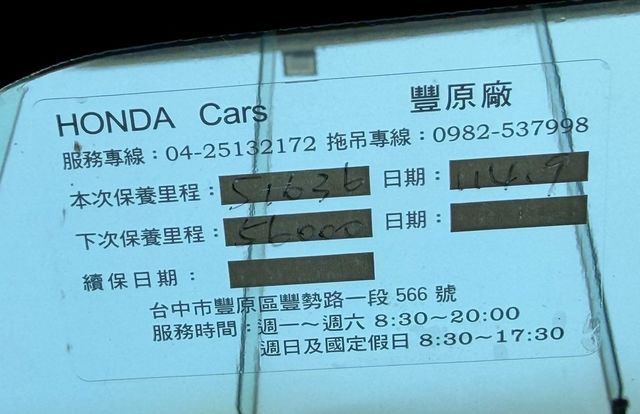 HONDA Cars 豐原廠
服務專線：04-25132172 拖吊專線：0982-537998
本次保養里程：51636 日期：114.9
下次保養里程：56000 日期：
續保日期：
台中市豐原區豐勢路一段 566 號
服務時間：週一～週六 8:30～20:00
週日及國定假日 8:30～17:30